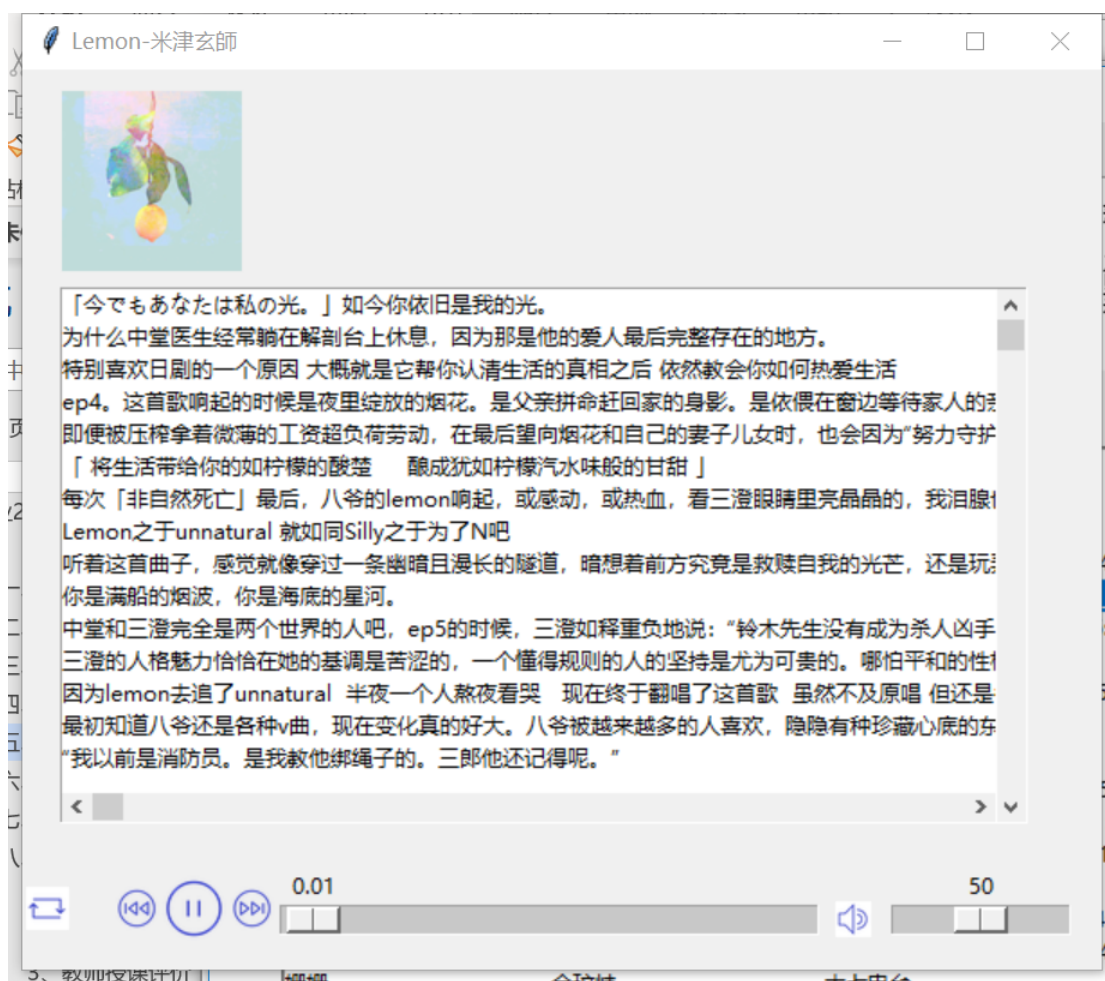 Lemon-米津玄師
「今でもあなたは私の光。」如今你依旧是我的光。
为什么中堂医生经常躺在解剖台上休息，因为那是他的爱人最后完整存在的地方。
特别喜欢日剧的一个原因 大概就是它帮你认清生活的真相之后 依然教会你如何热爱生活
ep4。这首歌响起的时候是夜里绽放的烟花。是父亲拼命赶回家的身影。是依偎在窗边等待家人的
即便被压榨拿着微薄的工资超负荷劳动，在最后望向烟花和自己的妻子儿女时，也会因为“努力守护
「 将生活带给你的如柠檬的酸楚　 酿成犹如柠檬汽水味般的甘甜 」
每次「非自然死亡」最后，八爷的lemon响起，或感动，或热血，看三澄眼睛里亮晶晶的，我泪腺
Lemon之于unnatural 就如同Silly之于为了N吧
听着这首曲子，感觉就像穿过一条幽暗且漫长的隧道，暗想着前方究竟是救赎自我的光芒，还是玩
你是满船的烟波，你是海底的星河。
中堂和三澄完全是两个世界的人吧，ep5的时候，三澄如释重负地说：“铃木先生没有成为杀人凶手
三澄的人格魅力恰恰在她的基调是苦涩的，一个懂得规则的人的坚持是尤为可贵的。哪怕平和的性
因为lemon去追了unnatural  半夜一个人熬夜看哭   现在终于翻唱了这首歌  虽然不及原唱 但还是
最初知道八爷还是各种v曲，现在变化真的好大。八爷被越来越多的人喜欢，隐隐有种珍藏心底的东
“我以前是消防员。是我教他绑绳子的。三郎他还记得呢。”
0.01
50
3、教师授课评价